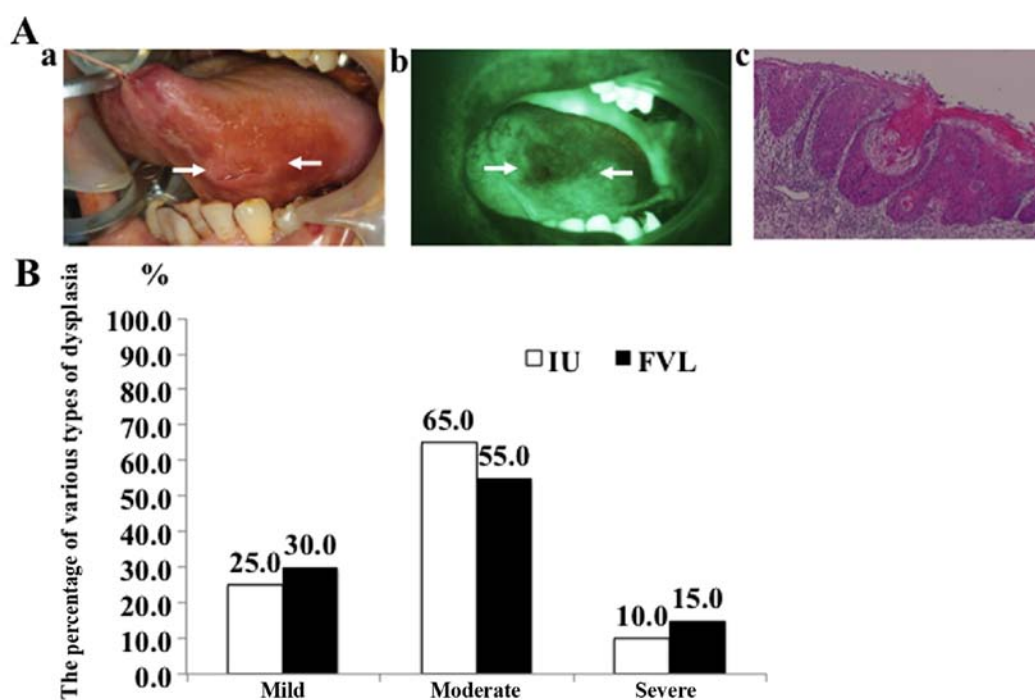 A
a
b
c
B
%
The percentage of various types of dysplasia
100.0
90.0
80.0
70.0
60.0
50.0
40.0
30.0
20.0
10.0
0.0
IU FVL
25.0 30.0
65.0 55.0
10.0 15.0
Mild Moderate Severe